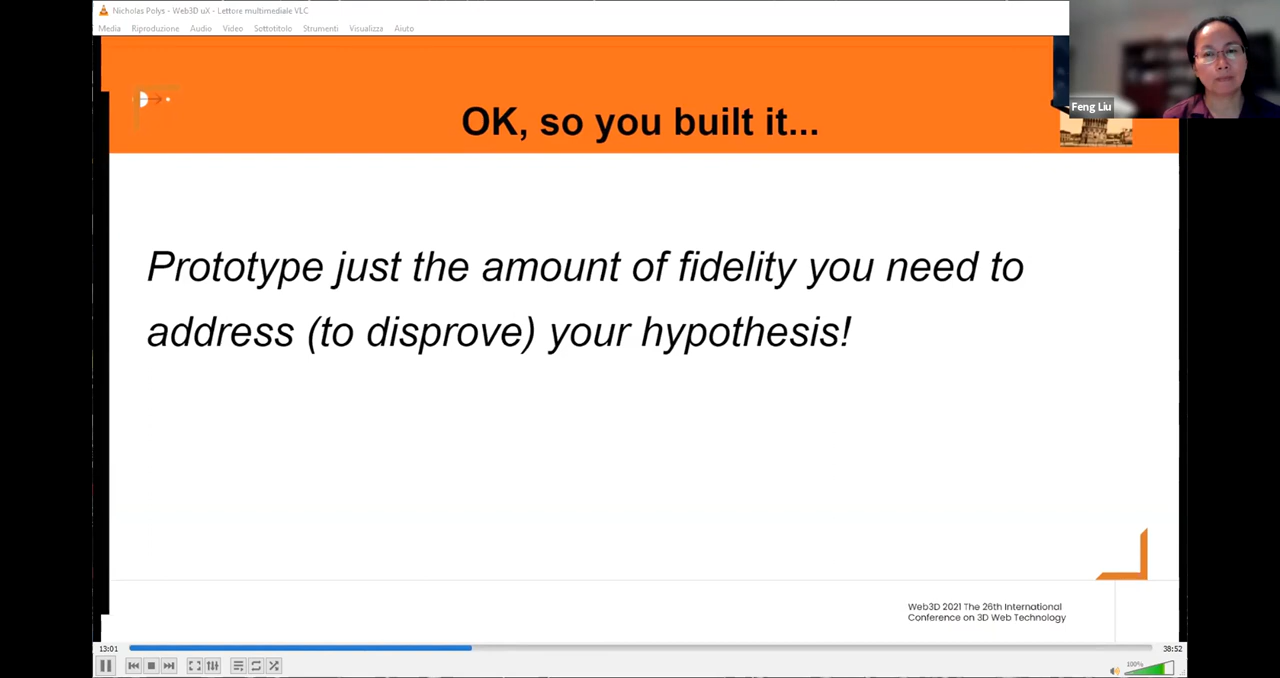 Nicholas Polys - Web3D uX - Lettore multimediale VLC
Media Riproduzione Audio Video Sottotitolo Strumenti Visualizza Aiuto
Feng Liu
OK, so you built it...
Prototype just the amount of fidelity you need to
address (to disprove) your hypothesis!
Web3D 2021 The 26th International
Conference on 3D Web Technology
13:01
38:52
100%